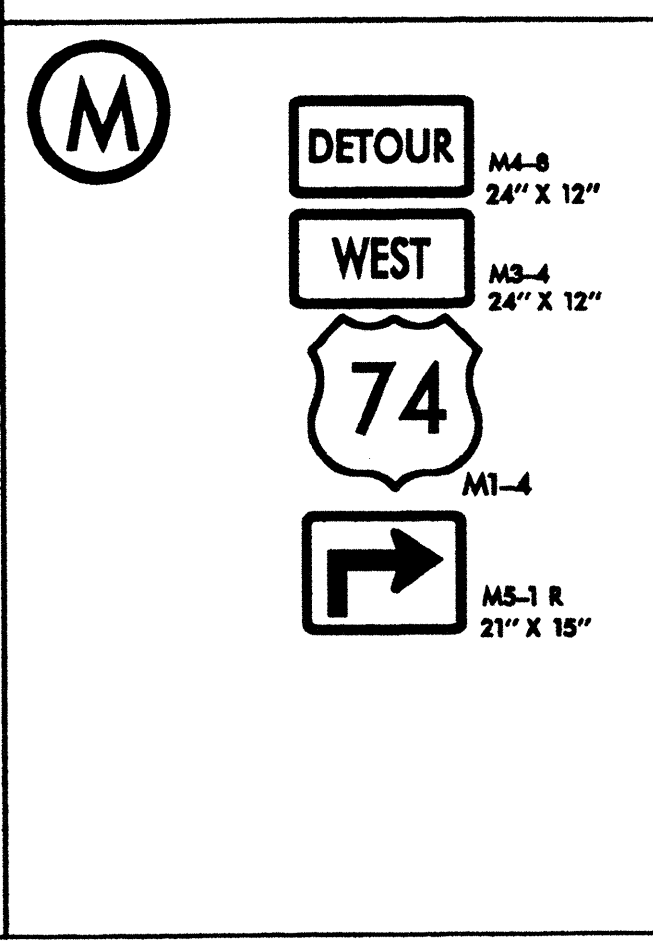 M
DETOUR
M4-8
24" X 12"
WEST
M3-4
24" X 12"
74
M1-4
M5-1 R
21" X 15"